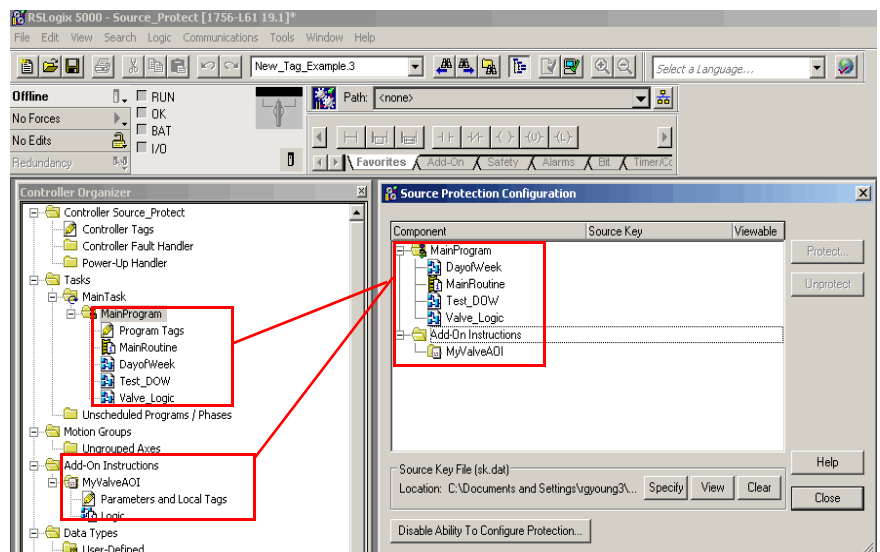 RSLogix 5000 - Source_Protect [1756-L61 19.1]*
File Edit View Search Logic Communications Tools Window Help
New_Tag_Example.3
Select a Language...
Offline
RUN
Path: <none>
No Forces
OK
No Edits
BAT
Redundancy
I/O
Favorites Add-On Safety Alarms Bit
Controller Organizer
Controller Source_Protect
Controller Tags
Controller Fault Handler
Power-Up Handler
Tasks
MainTask
MainProgram
Program Tags
MainRoutine
DayofWeek
Test_DOW
Valve_Logic
Unscheduled Programs / Phases
Motion Groups
Ungrouped Axes
Add-On Instructions
MyValveAOI
Parameters and Local Tags
Logic
Data Types
User-Defined
Source Protection Configuration
Component Source Key Viewable
MainProgram
DayofWeek
MainRoutine
Test_DOW
Valve_Logic
Add-On Instructions
MyValveAOI
Protect...
Unprotect
Source Key File (sk.dat)
Location: C:\Documents and Settings\rgyoung3\... Specify View Clear
Help
Close
Disable Ability To Configure Protection...